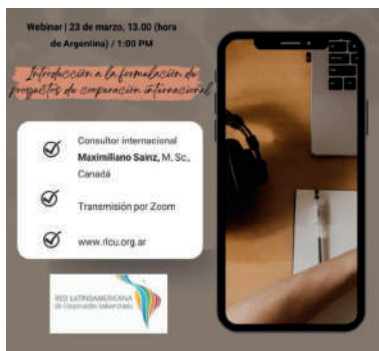 Webinar | 23 de marzo, 13.00 (hora
de Argentina) / 1:00 PM
Introducción a la formulación de
proyectos de cooperación internacional
Consultor internacional
Maximiliano Sainz, M. Sc.,
Canadá
Transmisión por Zoom
www.rlcu.org.ar
RED LATINOAMERICANA
de Cooperación Universitaria